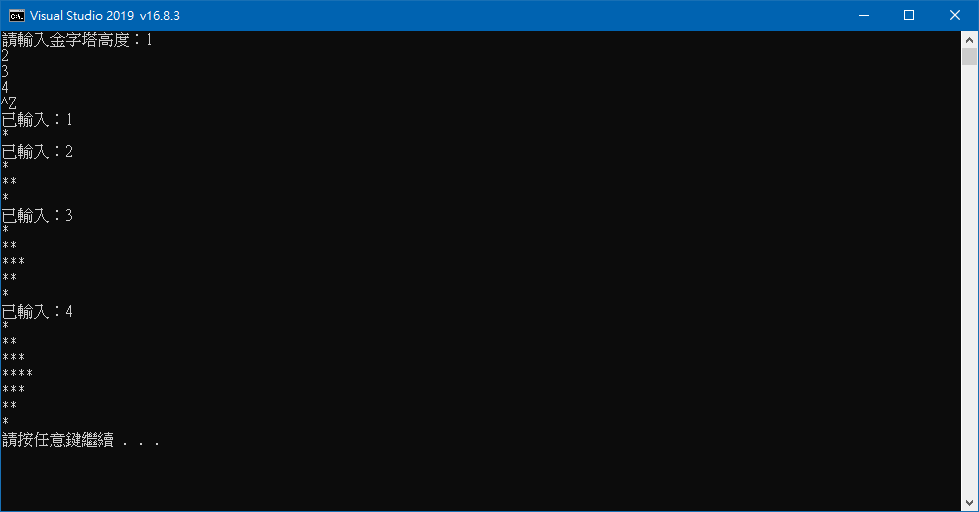 Visual Studio 2019  v16.8.3
請輸入金字塔高度：1
2
3
4
^Z
已輸入：1
*
已輸入：2
*
**
*
已輸入：3
*
**
***
**
*
已輸入：4
*
**
***
****
***
**
*
請按任意鍵繼續 . . .